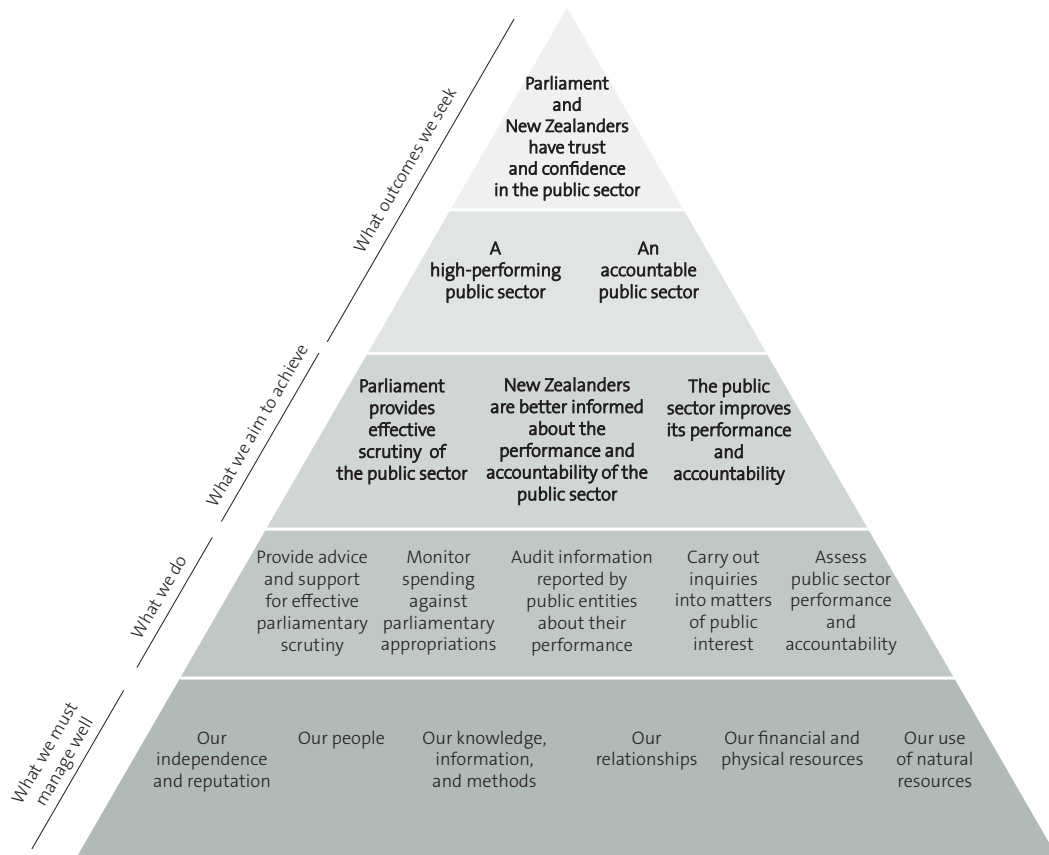 What outcomes we seek
Parliament
and
New Zealanders
have trust
and confidence
in the public sector
A
high-performing
public sector
An
accountable
public sector
What we aim to achieve
Parliament
provides
effective
scrutiny of
the public sector
New Zealanders
are better informed
about the
performance and
accountability of the
public sector
The public
sector improves
its performance
and
accountability
What we do
Provide advice
and support
for effective
parliamentary
scrutiny
Monitor
spending
against
parliamentary
appropriations
Audit information
reported by
public entities
about their
performance
Carry out
inquiries
into matters
of public
interest
Assess
public sector
performance
and
accountability
What we must
manage well
Our
independence
and reputation
Our people
Our knowledge,
information,
and methods
Our
relationships
Our financial and
physical resources
Our use
of natural
resources